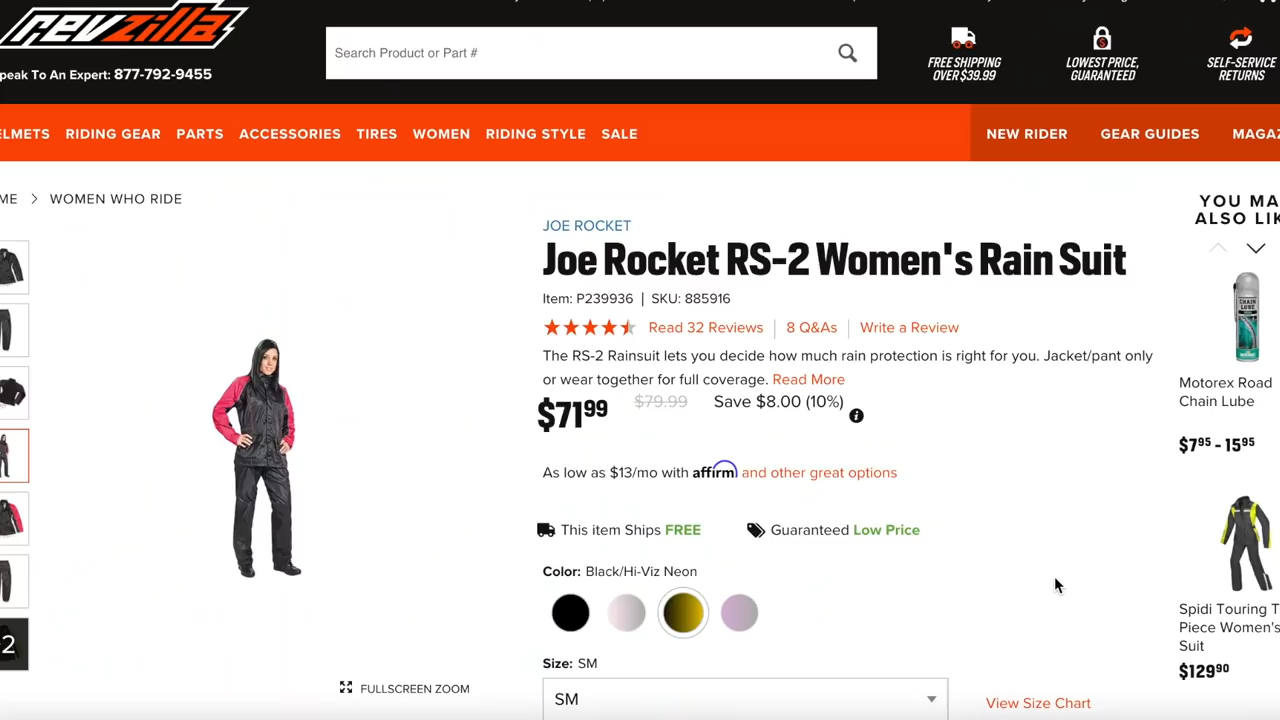 revzilla
Search Product or Part #
FREE SHIPPING
OVER $39.99
LOWEST PRICE,
GUARANTEED
SELF-SERVICE
RETURNS
peak To An Expert: 877-792-9455
ELMETS RIDING GEAR PARTS ACCESSORIES TIRES WOMEN RIDING STYLE SALE
NEW RIDER GEAR GUIDES MAGAZ
ME > WOMEN WHO RIDE
JOE ROCKET
Joe Rocket RS-2 Women's Rain Suit
Item: P239936 | SKU: 885916
Read 32 Reviews | 8 Q&As | Write a Review
The RS-2 Rainsuit lets you decide how much rain protection is right for you. Jacket/pant only
or wear together for full coverage. Read More
$71.99 $79.99 Save $8.00 (10%)
As low as $13/mo with affirm and other great options
This item Ships FREE Guaranteed Low Price
Color: Black/Hi-Viz Neon
Size: SM
SM
View Size Chart
2
FULLSCREEN ZOOM
YOU MA
ALSO LIK
Motorex Road
Chain Lube
$7.95 - 15.95
Spidi Touring T
Piece Women's
Suit
$129.90